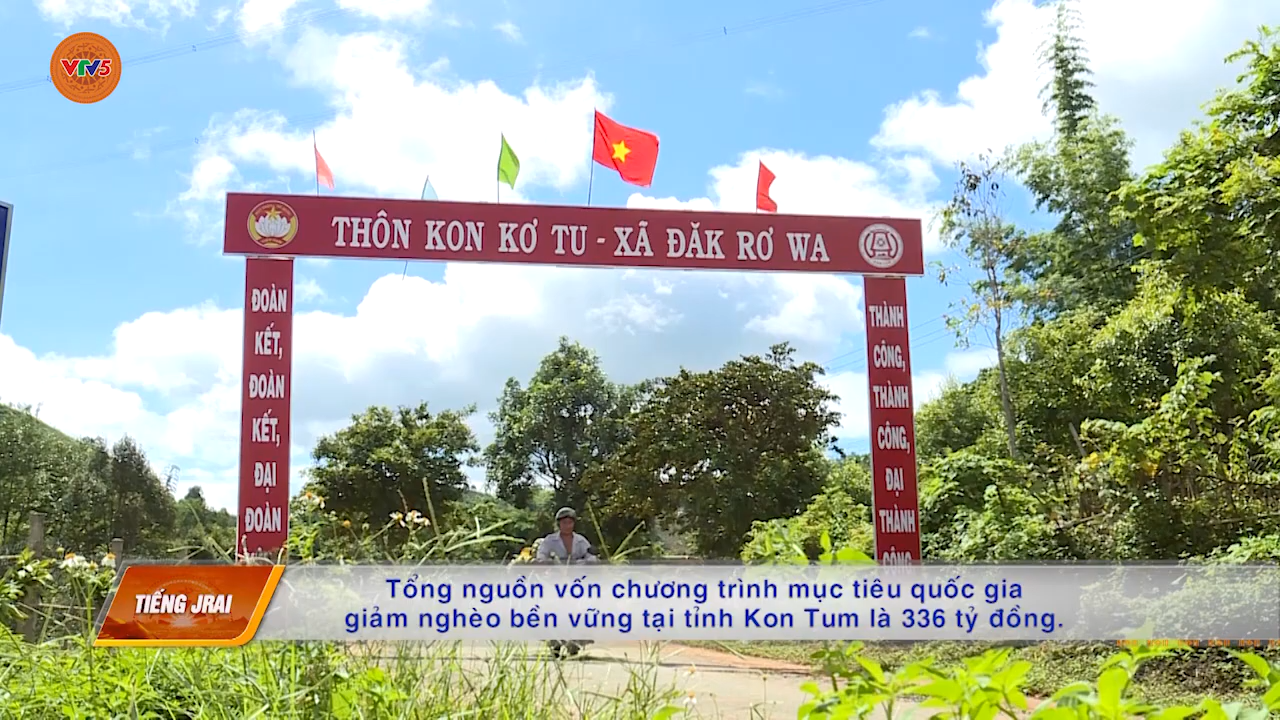 VTV5
THÔN KON KƠ TU - XÃ ĐĂK RƠ WA
ĐOÀN
KẾT,
ĐOÀN
KẾT,
ĐẠI
ĐOÀN
THÀNH
CÔNG,
THÀNH
CÔNG,
ĐẠI
THÀNH
CÔNG
TIẾNG JRAI
Tổng nguồn vốn chương trình mục tiêu quốc gia
giảm nghèo bền vững tại tỉnh Kon Tum là 336 tỷ đồng.